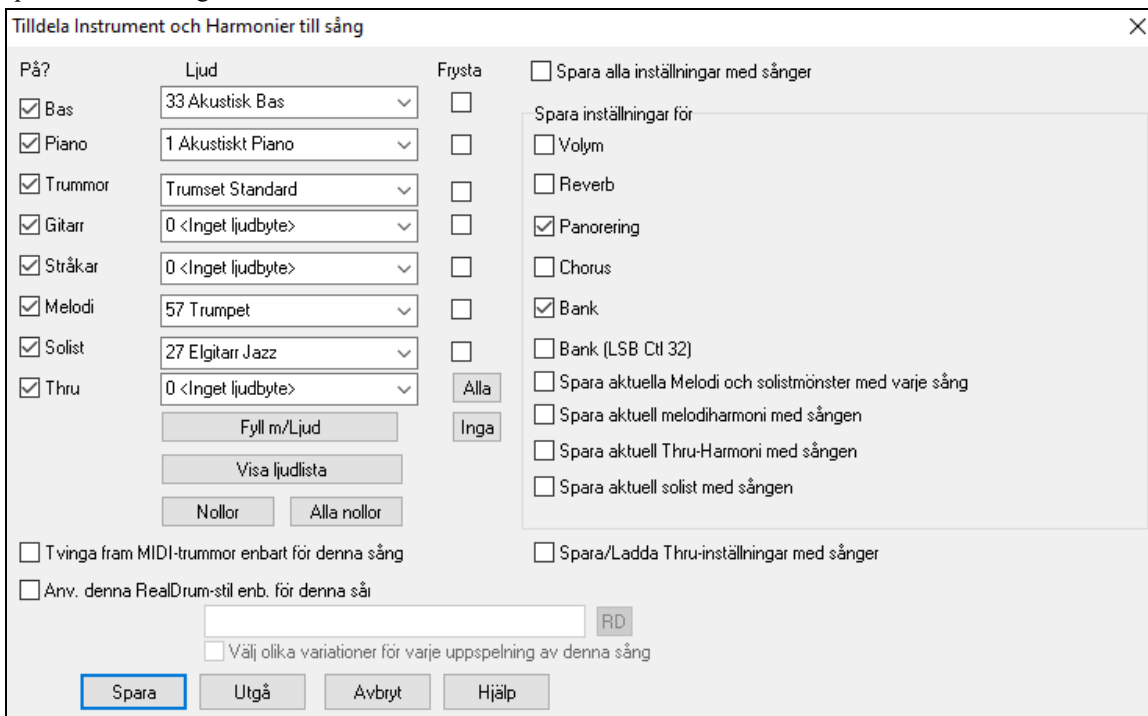 Tilldela Instrument och Harmonier till sång
På? Ljud Frysta
Bas 33 Akustisk Bas
Piano 1 Akustiskt Piano
Trummor Trumset Standard
Gitarr 0 <Inget ljudbyte>
Stråkar 0 <Inget ljudbyte>
Melodi 57 Trumpet
Solist 27 Elgitarr Jazz
Thru 0 <Inget ljudbyte> Alla
Fyll m/Ljud Inga
Visa ljudlista
Nollor Alla nollor
Spara alla inställningar med sånger
Spara inställningar för
Volym
Reverb
Panorering
Chorus
Bank
Bank (LSB Ctl 32)
Spara aktuella Melodi och solistmönster med varje sång
Spara aktuell melodiharmoni med sången
Spara aktuell Thru-Harmoni med sången
Spara aktuell solist med sången
Tvinga fram MIDI-trummor enbart för denna sång
Spara/Ladda Thru-inställningar med sånger
Anv. denna RealDrum-stil enb. för denna
RD
Välj olika variationer för varje uppspelning av denna sång
Spara Utgå Avbryt Hjälp